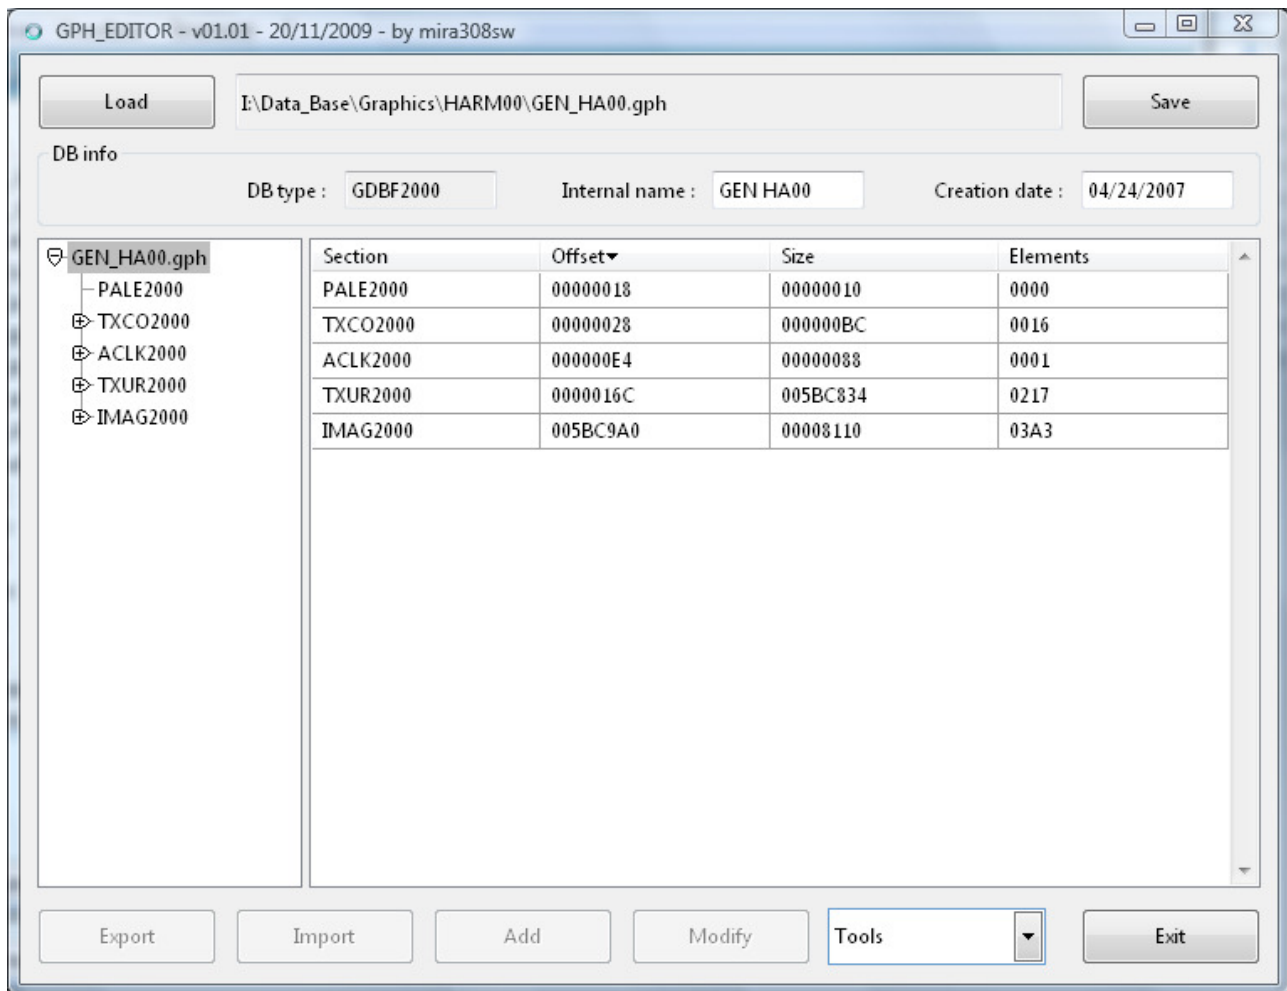 GPH_EDITOR - v01.01 - 20/11/2009 - by mira308sw
Load I:\Data_Base\Graphics\HARM00\GEN_HA00.gph Save
DB info
DB type : GDBF2000 Internal name : GEN HA00 Creation date : 04/24/2007
GEN_HA00.gph
PALE2000
TXCO2000
ACLK2000
TXUR2000
IMAG2000
Section Offset Size Elements
PALE2000 00000018 00000010 0000
TXCO2000 00000028 000000BC 0016
ACLK2000 000000E4 00000088 0001
TXUR2000 0000016C 005BC834 0217
IMAG2000 005BC9A0 00008110 03A3
Export Import Add Modify Tools Exit